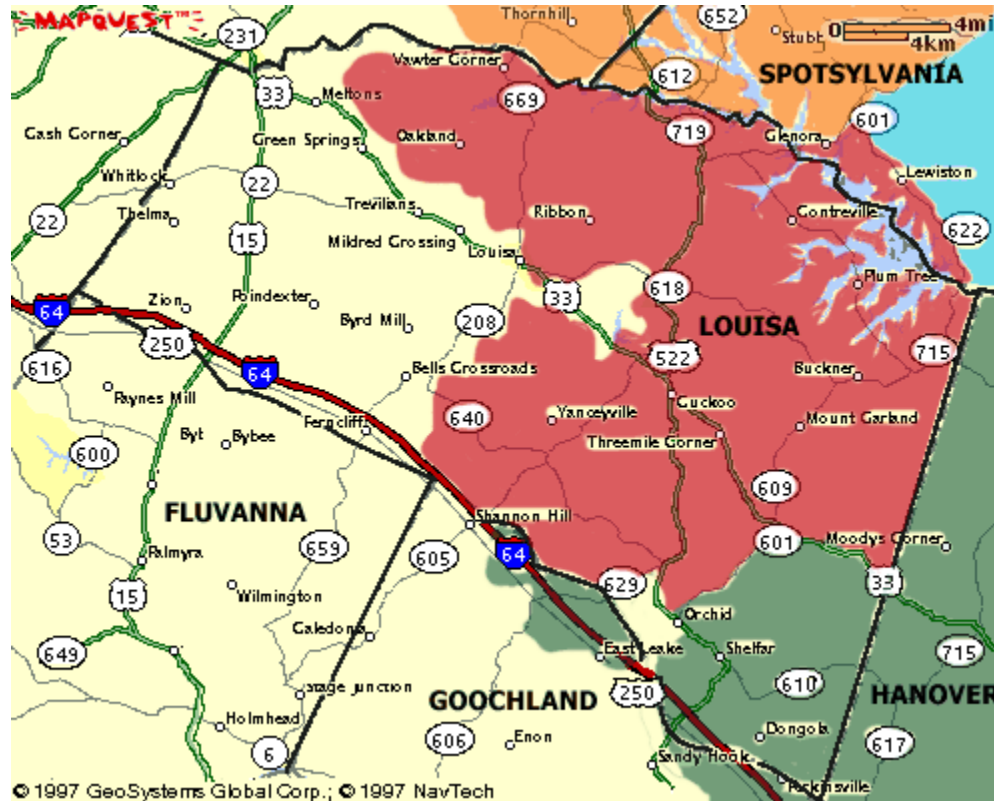 MAPQUEST™
231
Thornhill
652
Stubt
0 4mi
4km
SPOTSYLVANIA
33
Meltons
Vawter Corner
612
669
719
601
Glenora
Cash Corner
Green Springs
Oakland
Whitlock
22
Lewiston
Thelma
22
15
Trevilians
Ribbon
Contreville
622
Mildred Crossing
Louisa
64
Zion
Poindexter
33
618
Plum Tree
250
Byrd Mill
208
LOUISA
616
64
Bells Crossroads
522
715
Buckner
Paynes Mill
Cuckoo
640
Yanceyville
Mount Garland
Byt
Bybee
Ferncliff
Threemile Corner
600
609
FLUVANNA
Shannon Hill
53
659
605
64
601
Moodys Corner
Palmyra
629
33
15
Wilmington
Orchid
Caledonia
649
East Leake
Shelfar
715
Stage Junction
GOOCHLAND
250
610
HANOVER
Holmhead
606
Enon
Dongola
617
6
Sandy Hook
© 1997 GeoSystems Global Corp.; © 1997 NavTech